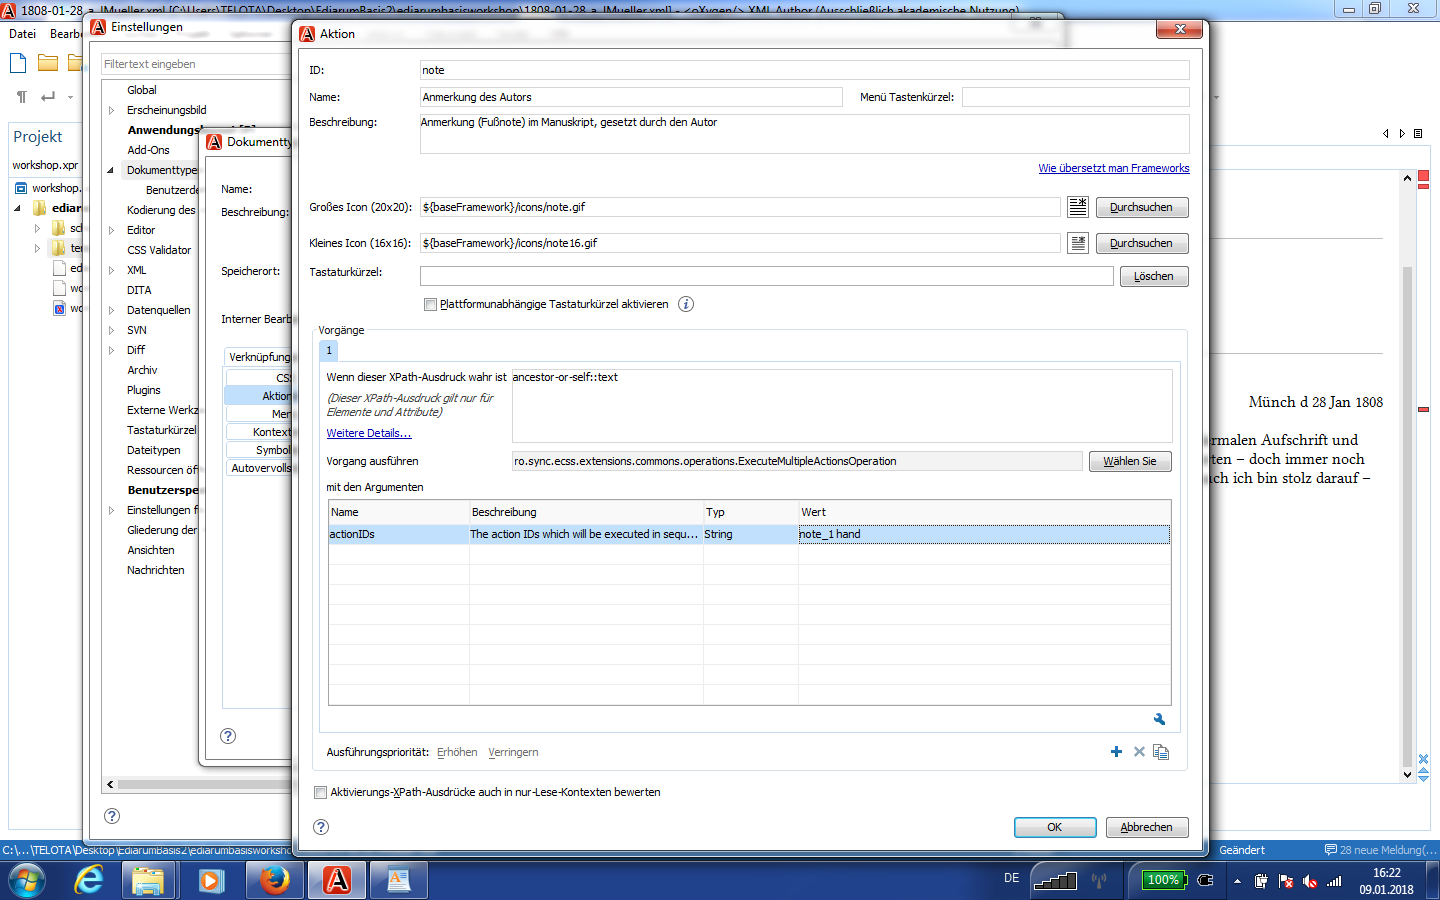 1808-01-28_a_JMueller.xml [C:\Users\TELOTA\Desktop\EdiarumBasis2\ediarumbasisworkshop\1808-01-28_a_JMueller.xml] - <oXygen/> XML Author (Ausschließlich akademische Nutzung)
Datei
Einstellungen
Filtertext eingeben
Global
Erscheinungsbild
Add-Ons
Dokumenttype
Kodierung des
Editor
CSS Validator
XML
DITA
Datenquellen
SVN
Diff
Archiv
Plugins
Externe Werkz
Tastaturkürzel
Dateitypen
Ressourcen öf
Benutzerspe
Einstellungen f
Gliederung der
Ansichten
Nachrichten
Projekt
workshop.xpr
workshop.
ediar
Name:
Beschreibung:
Speicherort:
Interner Bearb
Verknüpfung
CSS
Aktion
Men
Kontext
Symbol
Autovervolls
Aktion
ID:
note
Name:
Anmerkung des Autors
Menü Tastenkürzel:
Beschreibung:
Anmerkung (Fußnote) im Manuskript, gesetzt durch den Autor
Wie übersetzt man Frameworks
Großes Icon (20x20):
${baseFramework}/icons/note.gif
Durchsuchen
Kleines Icon (16x16):
${baseFramework}/icons/note16.gif
Durchsuchen
Tastaturkürzel:
Löschen
Plattformunabhängige Tastaturkürzel aktivieren
Vorgänge
1
Wenn dieser XPath-Ausdruck wahr ist
ancestor-or-self::text
(Dieser XPath-Ausdruck gilt nur für
Elemente und Attribute)
Weitere Details...
Vorgang ausführen
ro.sync.ecss.extensions.commons.operations.ExecuteMultipleActionsOperation
Wählen Sie
mit den Argumenten
Name Beschreibung Typ Wert
actionIDs The action IDs which will be executed in sequ... String note_1 hand
Ausführungspriorität: Erhöhen Verringern
Aktivierungs-XPath-Ausdrücke auch in nur-Lese-Kontexten bewerten
OK
Abbrechen
Münch d 28 Jan 1808
rmalen Aufschrift und
ten – doch immer noch
ch ich bin stolz darauf –
C:\...\TELOTA\Desktop\EdiarumBasis2\ediarumbasisworksho
Geändert
28 neue Meldung(...
DE
100%
16:22
09.01.2018